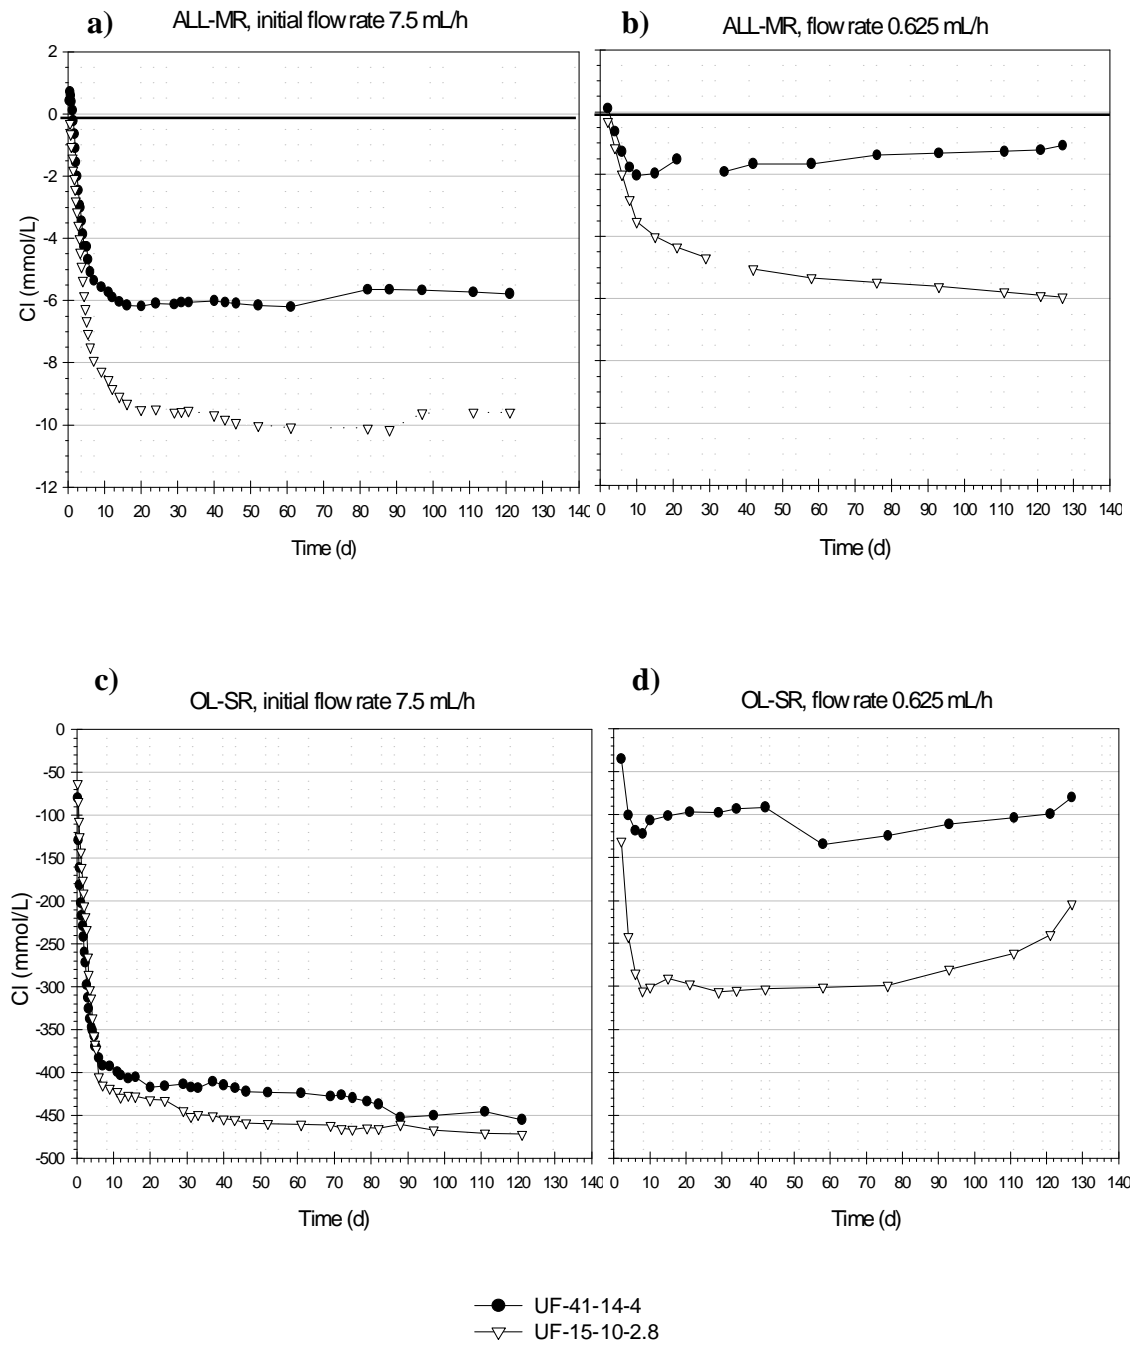 a) ALL-MR, initial flow rate 7.5 mL/h
b) ALL-MR, flow rate 0.625 mL/h
2
0
-2
-4
-6
-8
-10
-12
CI (mmol/L)
0 10 20 30 40 50 60 70 80 90 100 110 120 130 140
0 10 20 30 40 50 60 70 80 90 100 110 120 130
Time (d)
Time (d)
c) OL-SR, initial flow rate 7.5 mL/h
d) OL-SR, flow rate 0.625 mL/h
0
-50
-100
-150
-200
-250
-300
-350
-400
-450
-500
CI (mmol/L)
0 10 20 30 40 50 60 70 80 90 100 110 120 130 140
0 10 20 30 40 50 60 70 80 90 100 110 120 130 140
Time (d)
Time (d)
UF-41-14-4
UF-15-10-2.8